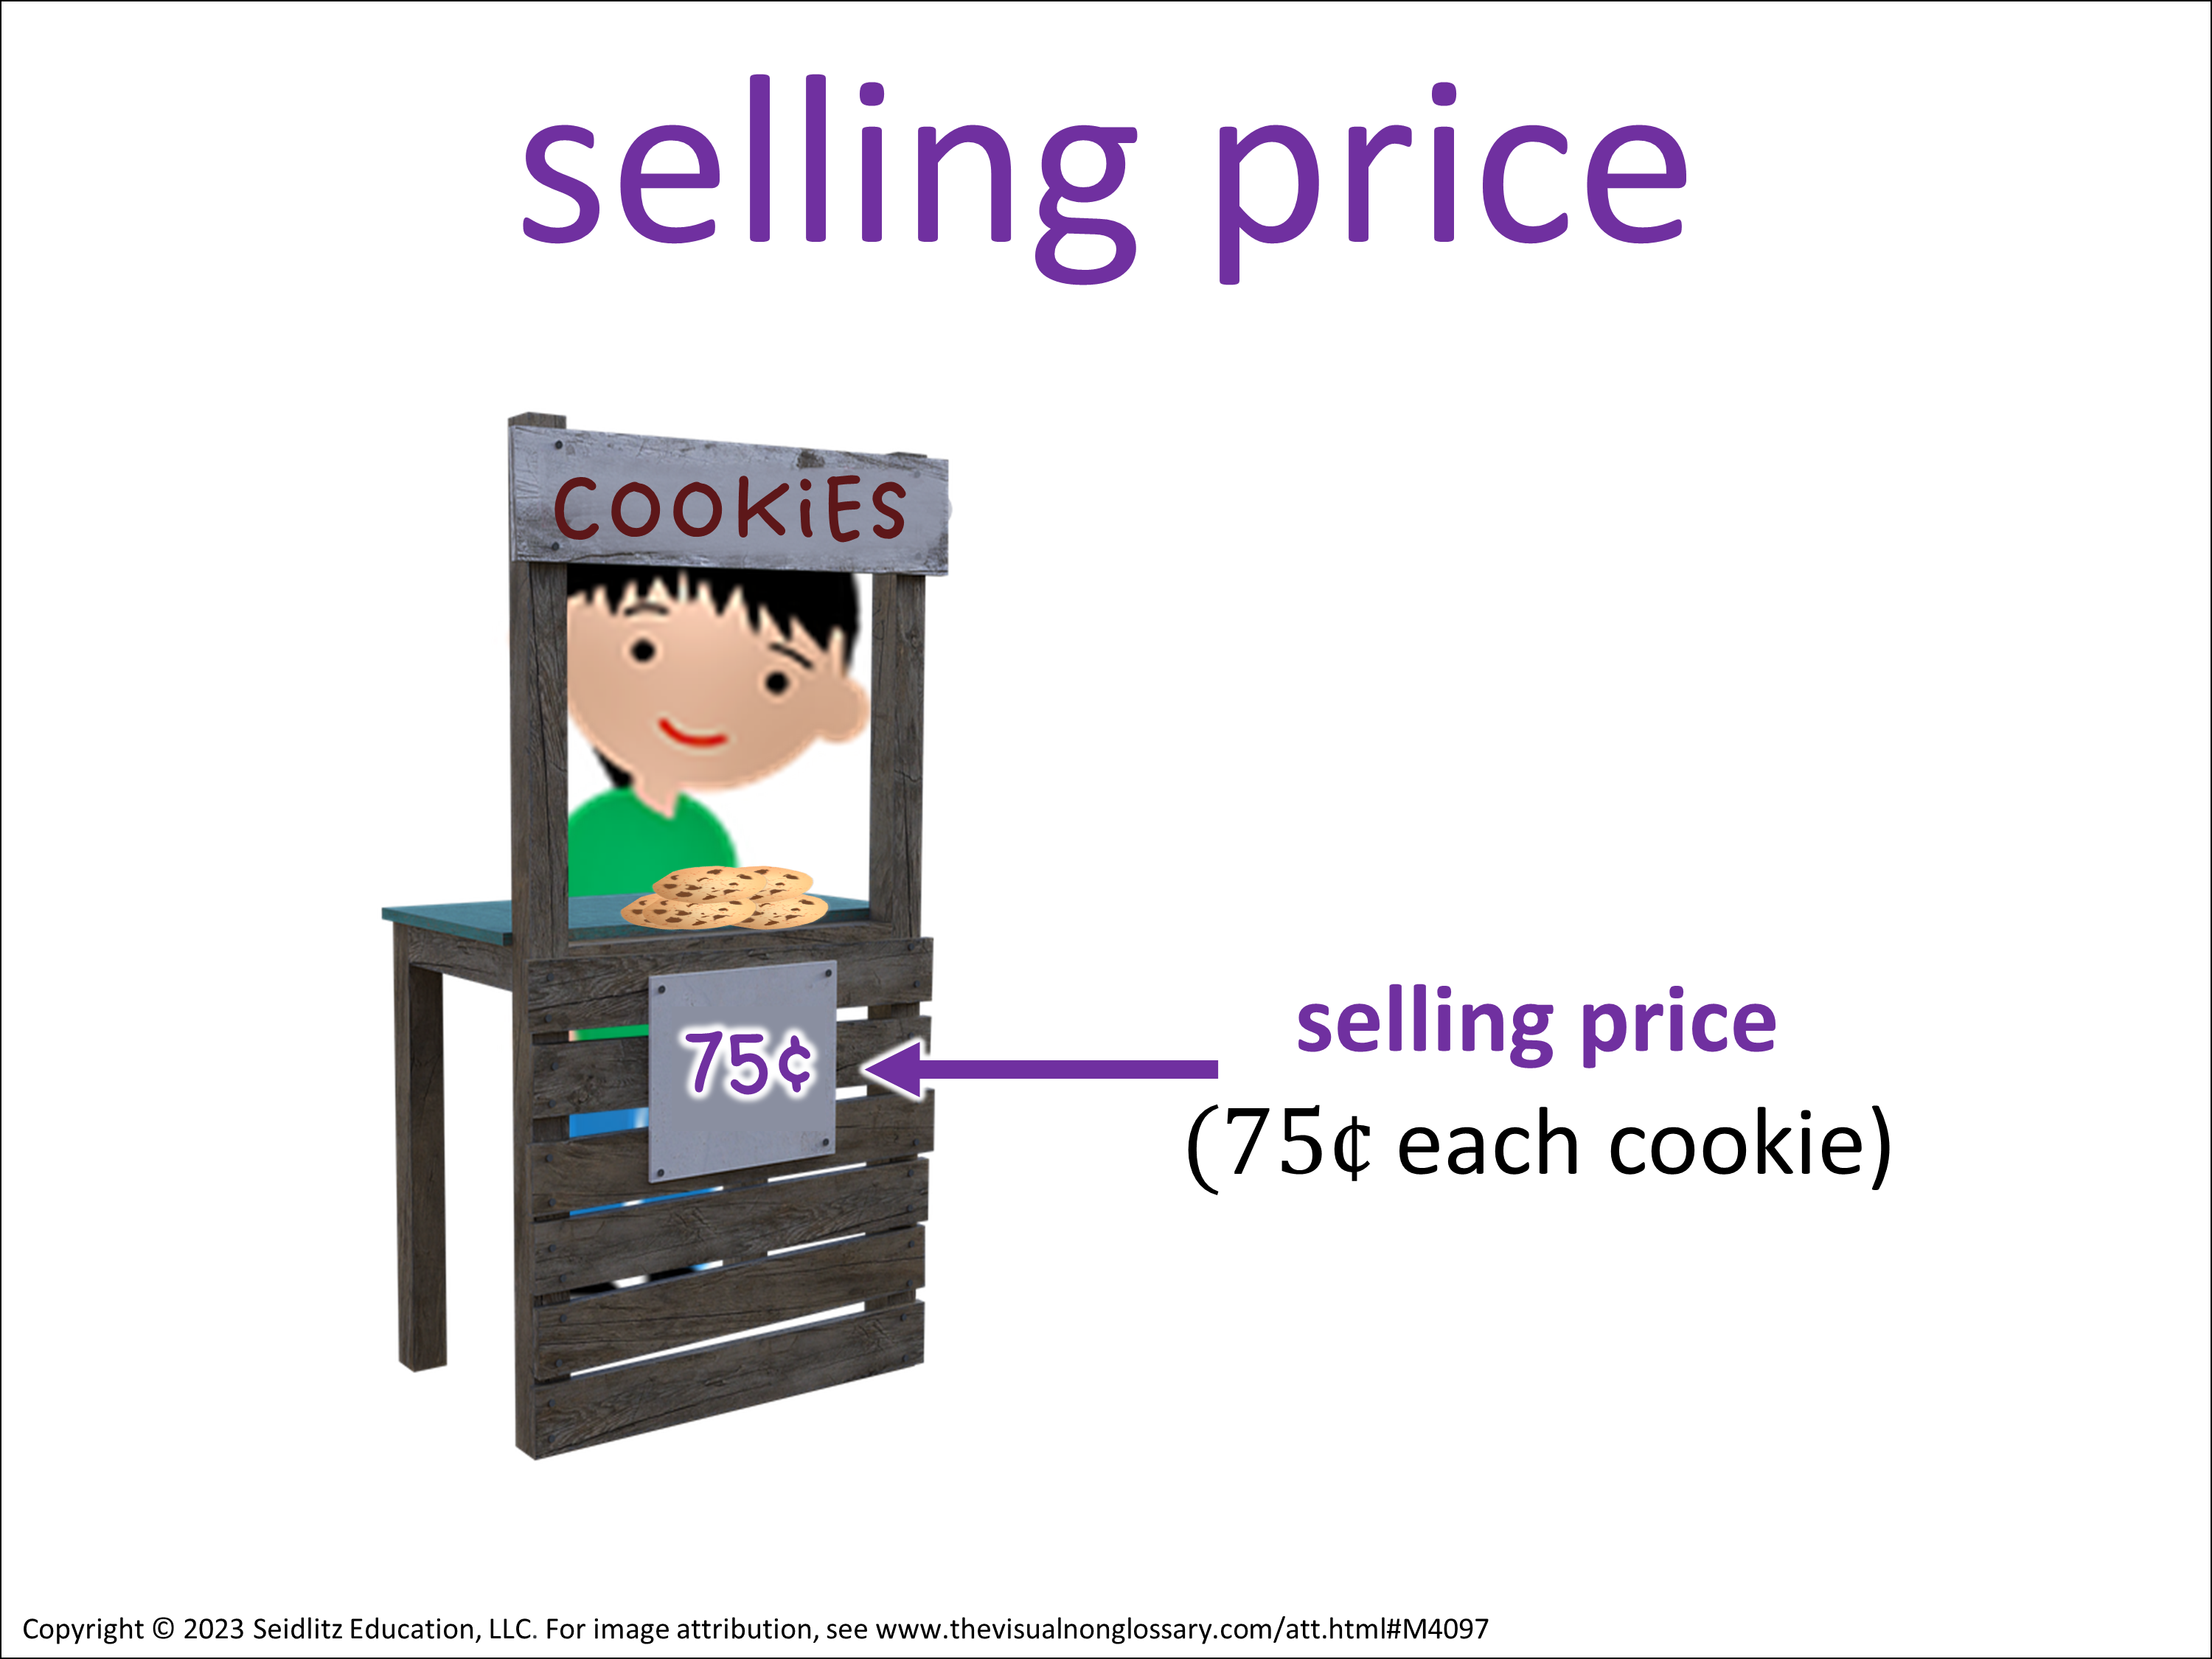 selling price
COOKiES
75¢
selling price
(75¢ each cookie)
Copyright © 2023 Seidlitz Education, LLC. For image attribution, see www.thevisualnonglossary.com/att.html#M4097